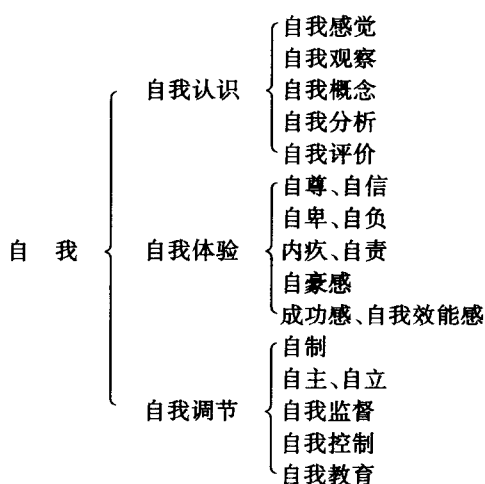 自我感觉
自我观察
自我认识
自我概念
自我分析
自我评价
自尊、自信
自卑、自负
自 我
自我体验
内疚、自责
自豪感
成功感、自我效能感
自制
自主、自立
自我调节
自我监督
自我控制
自我教育